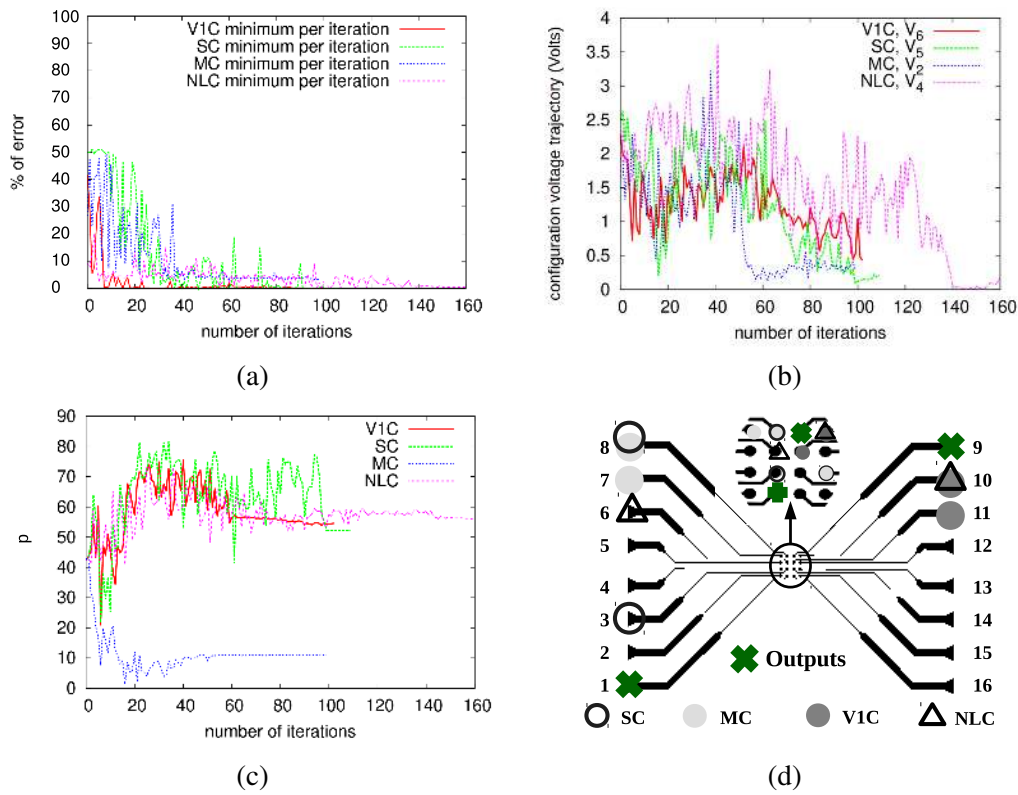 V1C minimum per iteration
SC minimum per iteration
MC minimum per iteration
NLC minimum per iteration
100
90
80
70
60
50
40
30
20
10
0
% of error
0 20 40 60 80 100 120 140 160
number of iterations
(a)
V1C, V6
SC, V5
MC, V2
NLC, V4
4
3.5
3
2.5
2
1.5
1
0.5
0
configuration voltage trajectory (Volts)
0 20 40 60 80 100 120 140 160
number of iterations
(b)
V1C
SC
MC
NLC
90
80
70
60
50
40
30
20
10
0
p
0 20 40 60 80 100 120 140 160
number of iterations
(c)
8 9
7 10
6 11
5 12
4 13
3 14
2 15
1 16
Outputs
SC MC V1C NLC
(d)